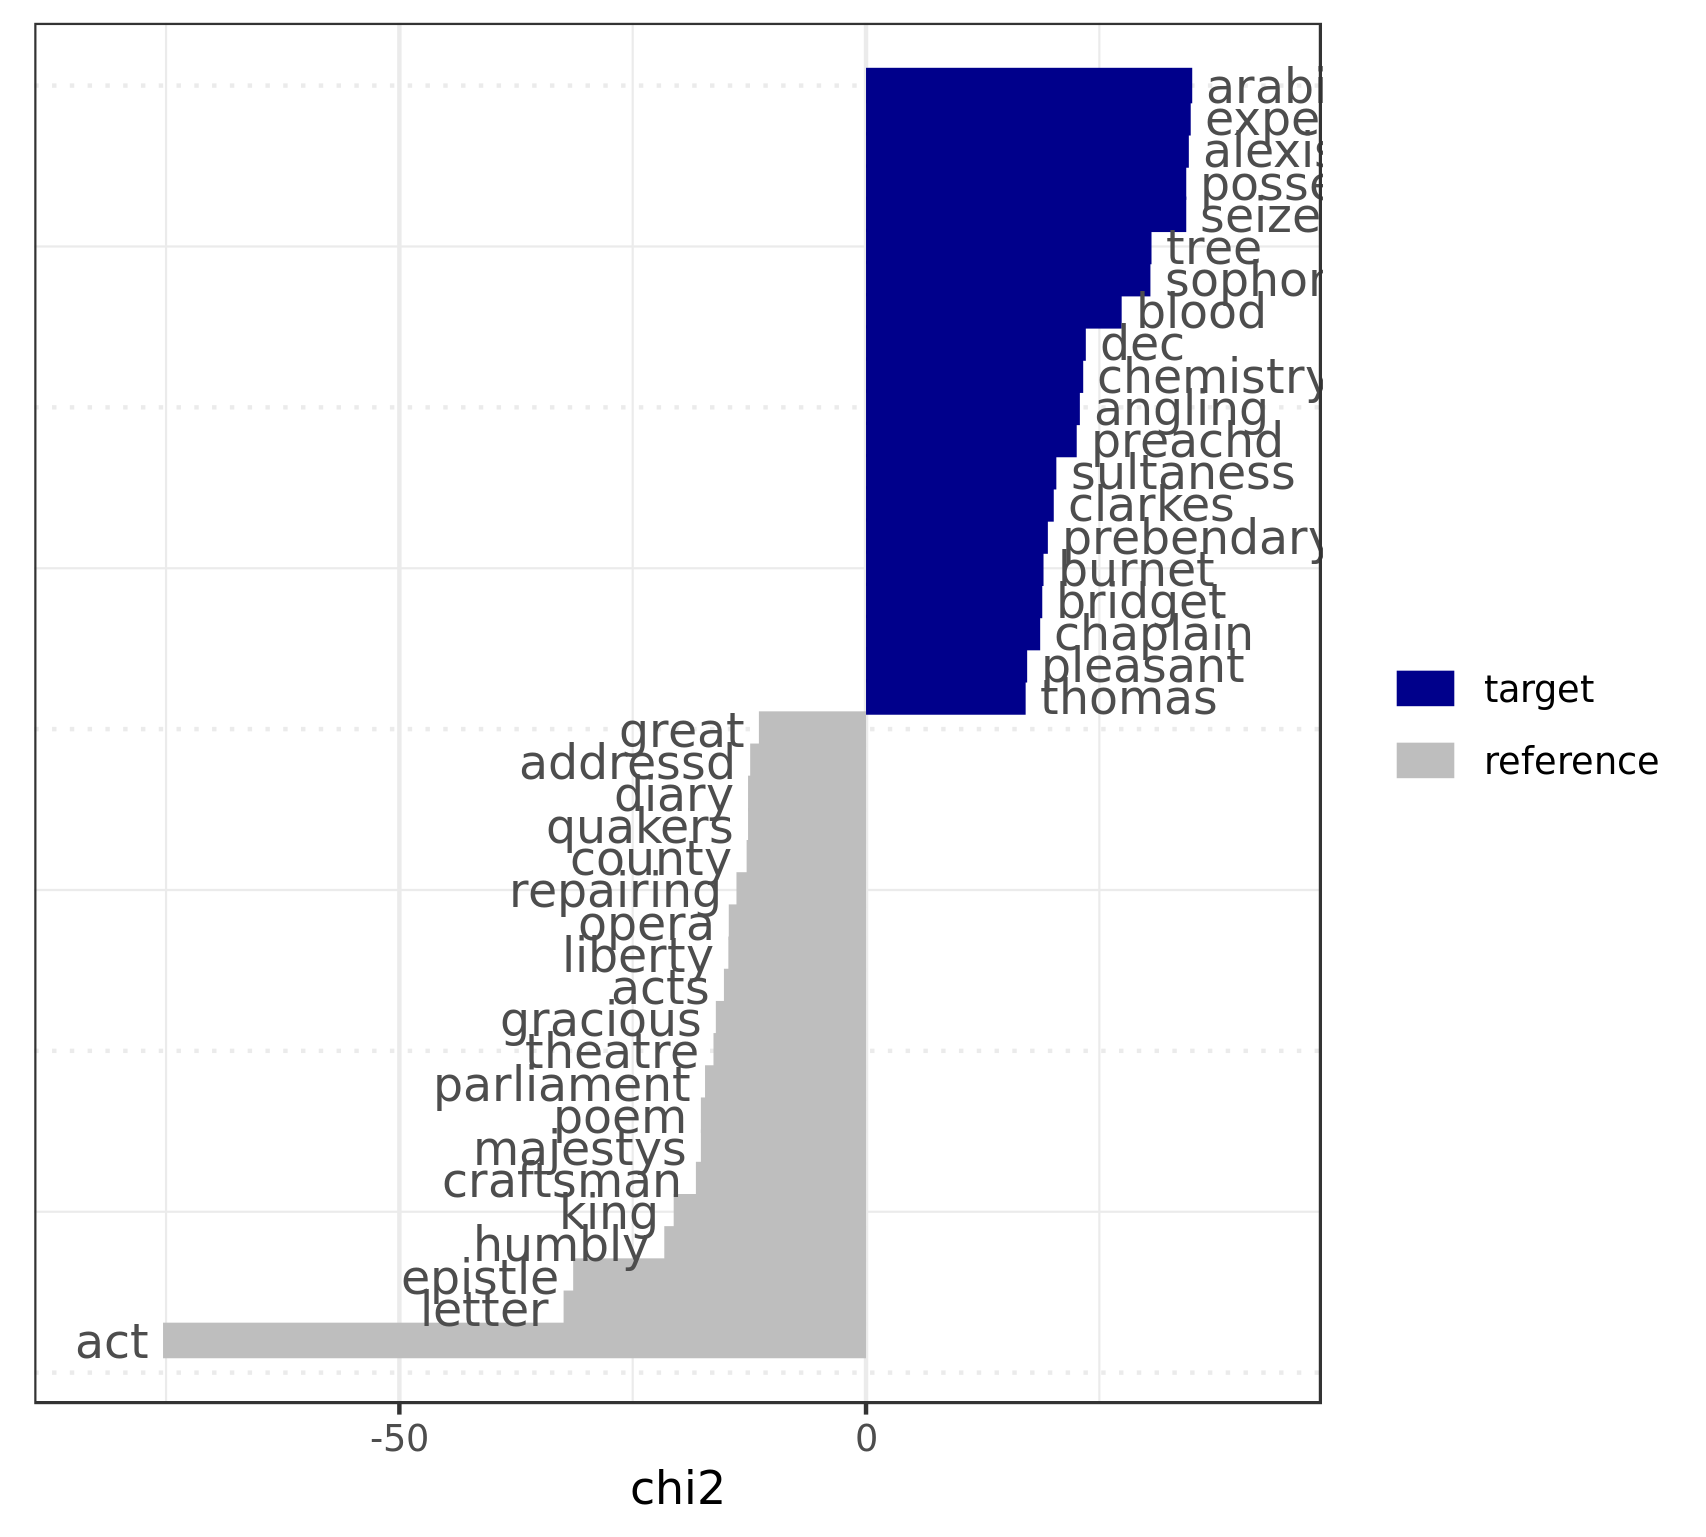 arabi
expe
alexis
posse
seize
tree
sophor
blood
dec
chemistry
angling
preachd
sultaness
clarkes
prebendary
burnet
bridget
chaplain
pleasant
thomas
great
addressd
diary
quakers
county
repairing
opera
liberty
acts
gracious
theatre
parliament
poem
majestys
craftsman
king
humbly
epistle
letter
act
target
reference
-50 0
chi2